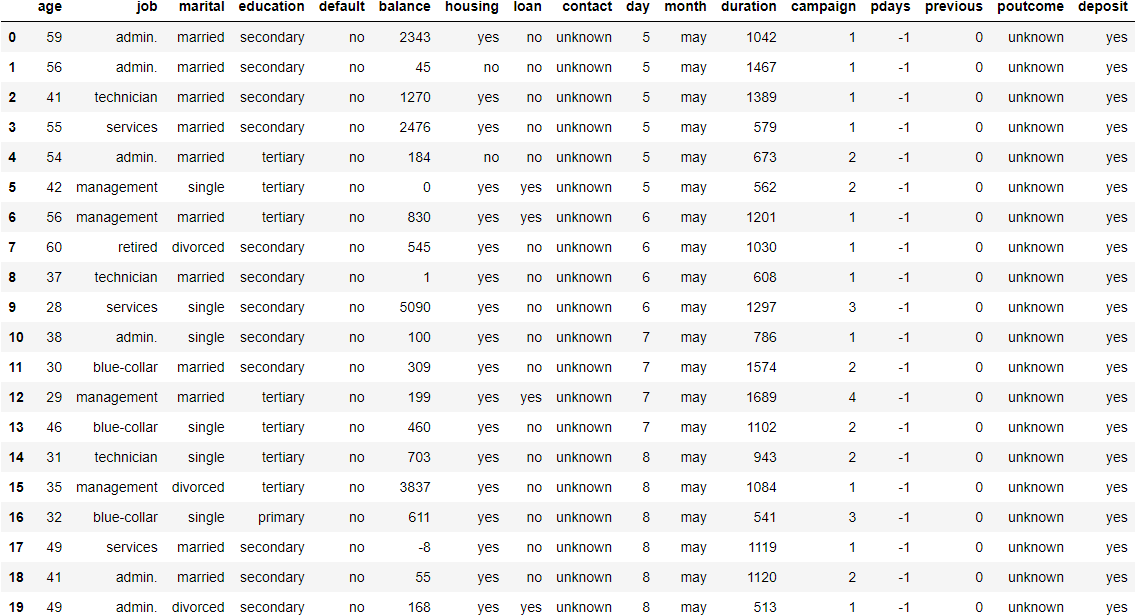 age job marital education default balance housing loan contact day month duration campaign pdays previous poutcome deposit
0 59 admin. married secondary no 2343 yes no unknown 5 may 1042 1 -1 0 unknown yes
1 56 admin. married secondary no 45 no no unknown 5 may 1467 1 -1 0 unknown yes
2 41 technician married secondary no 1270 yes no unknown 5 may 1389 1 -1 0 unknown yes
3 55 services married secondary no 2476 yes no unknown 5 may 579 1 -1 0 unknown yes
4 54 admin. married tertiary no 184 no no unknown 5 may 673 2 -1 0 unknown yes
5 42 management single tertiary no 0 yes yes unknown 5 may 562 2 -1 0 unknown yes
6 56 management married tertiary no 830 yes yes unknown 6 may 1201 1 -1 0 unknown yes
7 60 retired divorced secondary no 545 yes no unknown 6 may 1030 1 -1 0 unknown yes
8 37 technician married secondary no 1 yes no unknown 6 may 608 1 -1 0 unknown yes
9 28 services single secondary no 5090 yes no unknown 6 may 1297 3 -1 0 unknown yes
10 38 admin. single secondary no 100 yes no unknown 7 may 786 1 -1 0 unknown yes
11 30 blue-collar married secondary no 309 yes no unknown 7 may 1574 2 -1 0 unknown yes
12 29 management married tertiary no 199 yes yes unknown 7 may 1689 4 -1 0 unknown yes
13 46 blue-collar single tertiary no 460 yes no unknown 7 may 1102 2 -1 0 unknown yes
14 31 technician single tertiary no 703 yes no unknown 8 may 943 2 -1 0 unknown yes
15 35 management divorced tertiary no 3837 yes no unknown 8 may 1084 1 -1 0 unknown yes
16 32 blue-collar single primary no 611 yes no unknown 8 may 541 3 -1 0 unknown yes
17 49 services married secondary no -8 yes no unknown 8 may 1119 1 -1 0 unknown yes
18 41 admin. married secondary no 55 yes no unknown 8 may 1120 2 -1 0 unknown yes
19 49 admin. divorced secondary no 168 yes yes unknown 8 may 513 1 -1 0 unknown yes